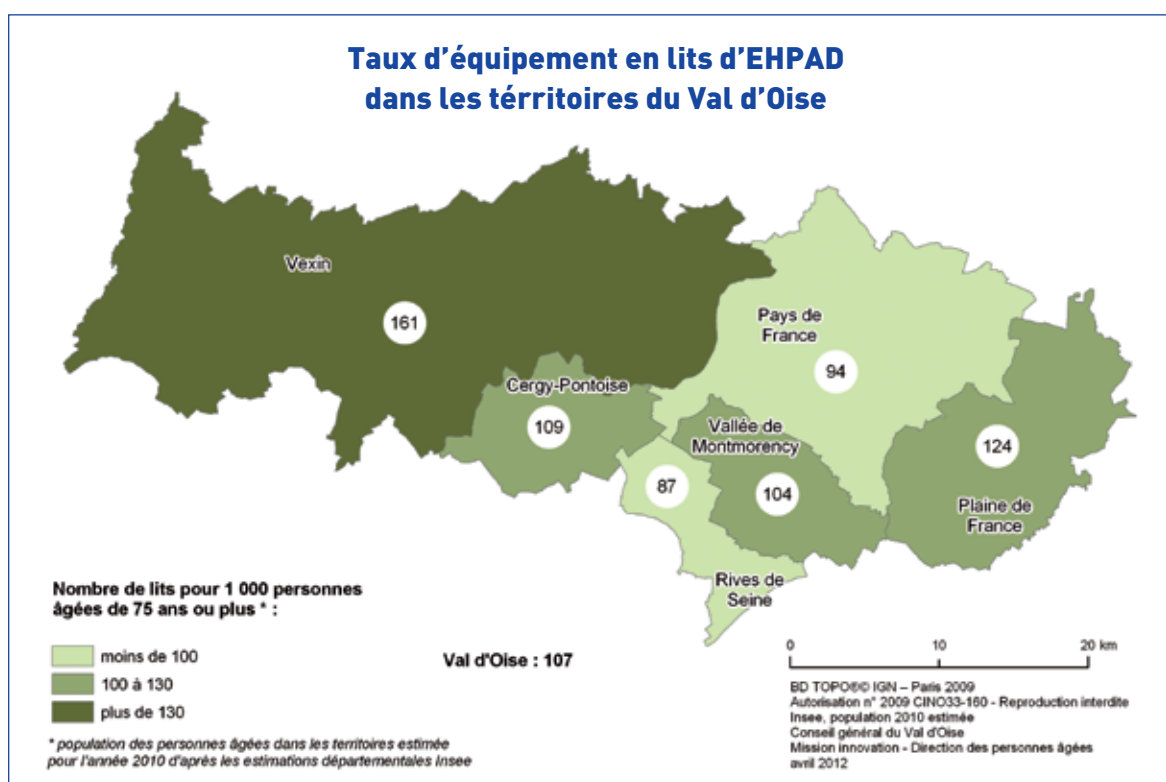 Taux d'équipement en lits d'EHPAD
dans les térritoires du Val d'Oise
Vexin
161
Pays de
France
94
Cergy-Pontoise
109
Vallée de
Montmorency
104
124
Plaine de
France
87
Rives de
Seine
Nombre de lits pour 1 000 personnes
âgées de 75 ans ou plus * :
moins de 100
100 à 130
plus de 130
Val d'Oise : 107
* population des personnes âgées dans les territoires estimée
pour l'année 2010 d'après les estimations départementales Insee
0 10 20 km
BD TOPO®© IGN – Paris 2009
Autorisation n° 2009 CINO33-160 - Reproduction interdite
Insee, population 2010 estimée
Conseil général du Val d'Oise
Mission innovation - Direction des personnes âgées
avril 2012